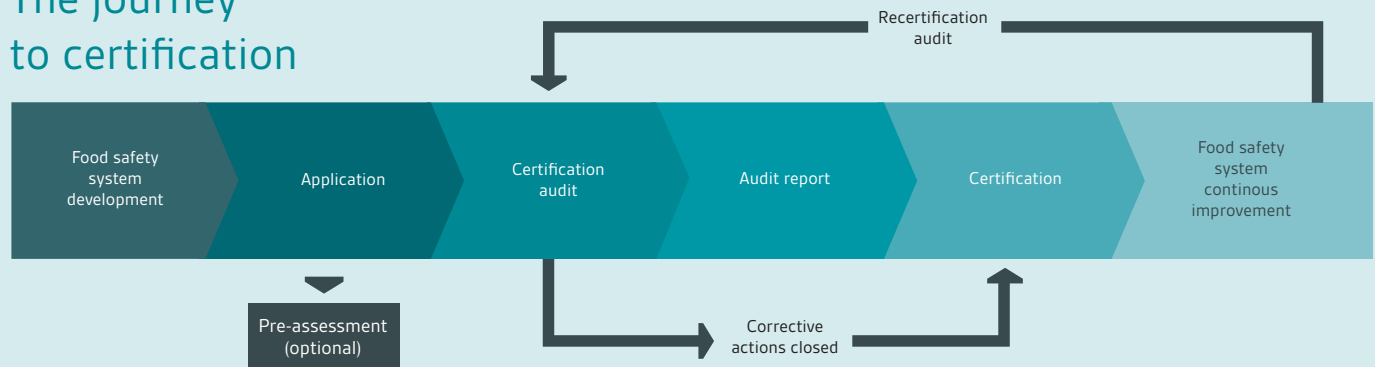 The journey
to certification
Recertification
audit
Food safety
system
development
Application
Certification
audit
Audit report
Certification
Food safety
system
continous
improvement
Pre-assessment
(optional)
Corrective
actions closed